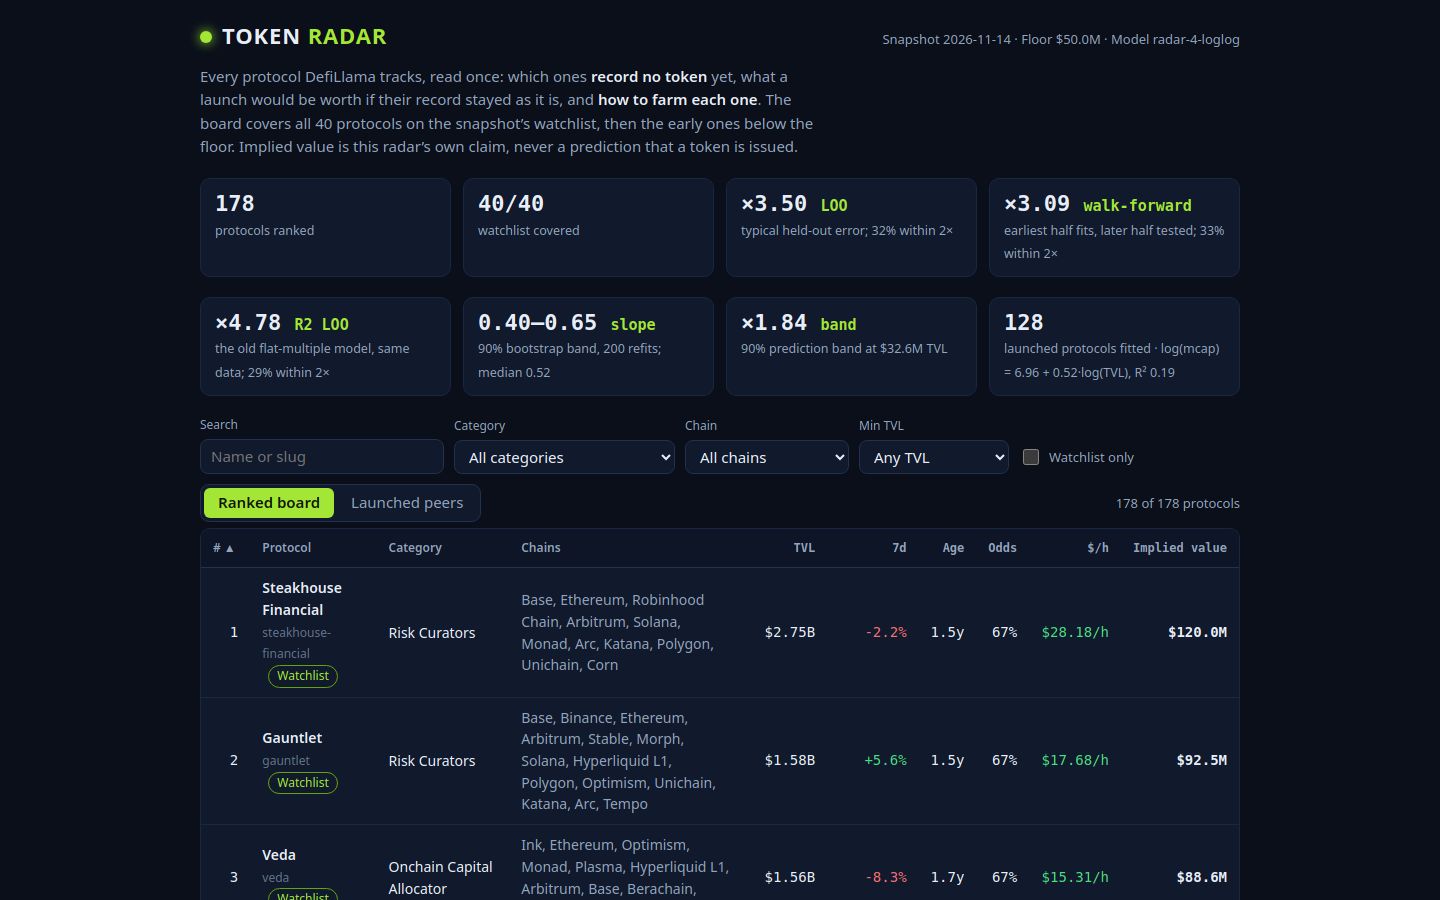 TOKEN RADAR
Snapshot 2026-11-14 · Floor $50.0M · Model radar-4-loglog
Every protocol DefiLlama tracks, read once: which ones record no token yet, what a
launch would be worth if their record stayed as it is, and how to farm each one. The
board covers all 40 protocols on the snapshot’s watchlist, then the early ones below the
floor. Implied value is this radar’s own claim, never a prediction that a token is issued.
178
protocols ranked
40/40
watchlist covered
×3.50 LOO
typical held-out error; 32% within 2×
×3.09 walk-forward
earliest half fits, later half tested; 33%
within 2×
×4.78 R2 LOO
the old flat-multiple model, same
data; 29% within 2×
0.40–0.65 slope
90% bootstrap band, 200 refits;
median 0.52
×1.84 band
90% prediction band at $32.6M TVL
128
launched protocols fitted · log(mcap)
= 6.96 + 0.52·log(TVL), R² 0.19
Search
Name or slug
Category
All categories
Chain
All chains
Min TVL
Any TVL
Watchlist only
Ranked board
Launched peers
178 of 178 protocols
# ▲ Protocol Category Chains TVL 7d Age Odds $/h Implied value
1
Steakhouse
Financial
steakhouse-
financial
Watchlist
Risk Curators
Base, Ethereum, Robinhood
Chain, Arbitrum, Solana,
Monad, Arc, Katana, Polygon,
Unichain, Corn
$2.75B -2.2% 1.5y 67% $28.18/h $120.0M
2
Gauntlet
gauntlet
Watchlist
Risk Curators
Base, Binance, Ethereum,
Arbitrum, Stable, Morph,
Solana, Hyperliquid L1,
Polygon, Optimism, Unichain,
Katana, Arc, Tempo
$1.58B +5.6% 1.5y 67% $17.68/h $92.5M
3
Veda
veda
Watchlist
Onchain Capital
Allocator
Ink, Ethereum, Optimism,
Monad, Plasma, Hyperliquid L1,
Arbitrum, Base, Berachain,
$1.56B -8.3% 1.7y 67% $15.31/h $88.6M